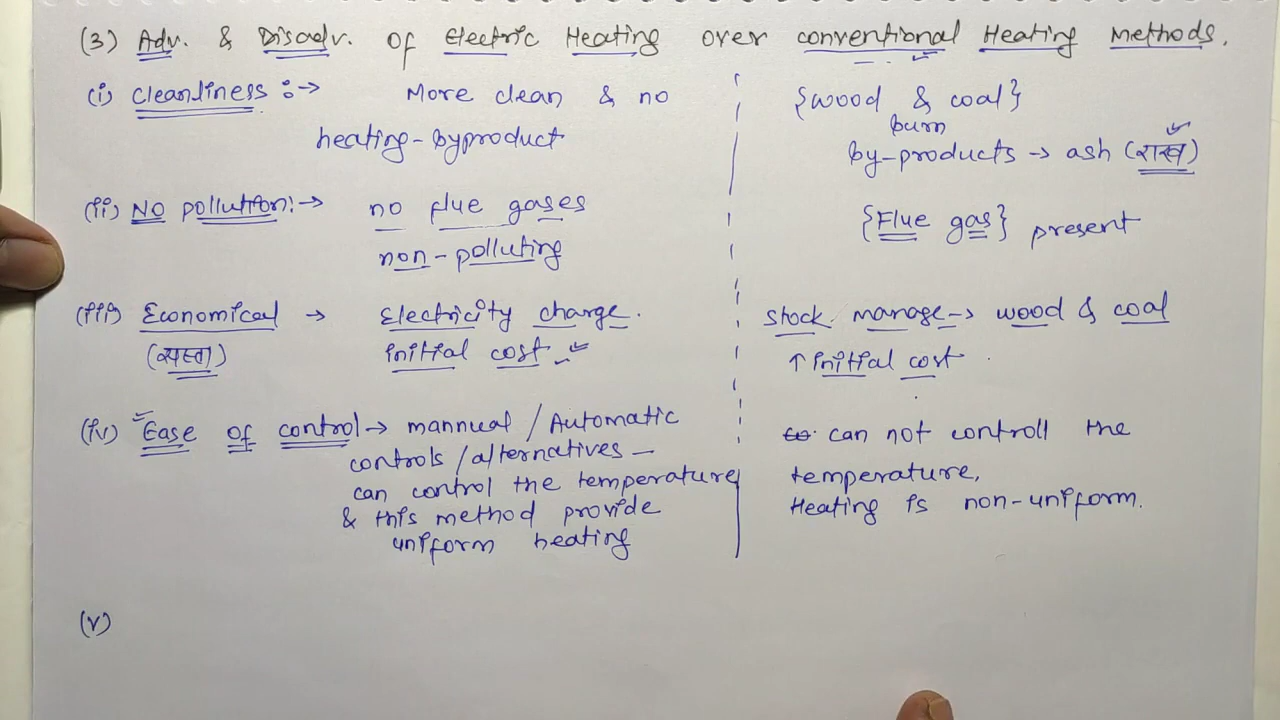 (3) Adv. & Disadv. of Electric Heating over conventional Heating Methods.
(i) Cleanliness :→ More clean & no
heating-byproduct
{wood & coal}
burn
by-products → ash (राख)
(ii) NO pollution:→ no flue gases
non-polluting
{Flue gas} present
(iii) Economical → Electricity charge.
(सस्ता) initial cost
stock manage → wood & coal
↑ initial cost
(iv) Ease of control → mannual / Automatic
controls / alternatives –
can control the temperature
& this method provide
uniform heating
can not controll the
temperature,
Heating is non-uniform.
(v)